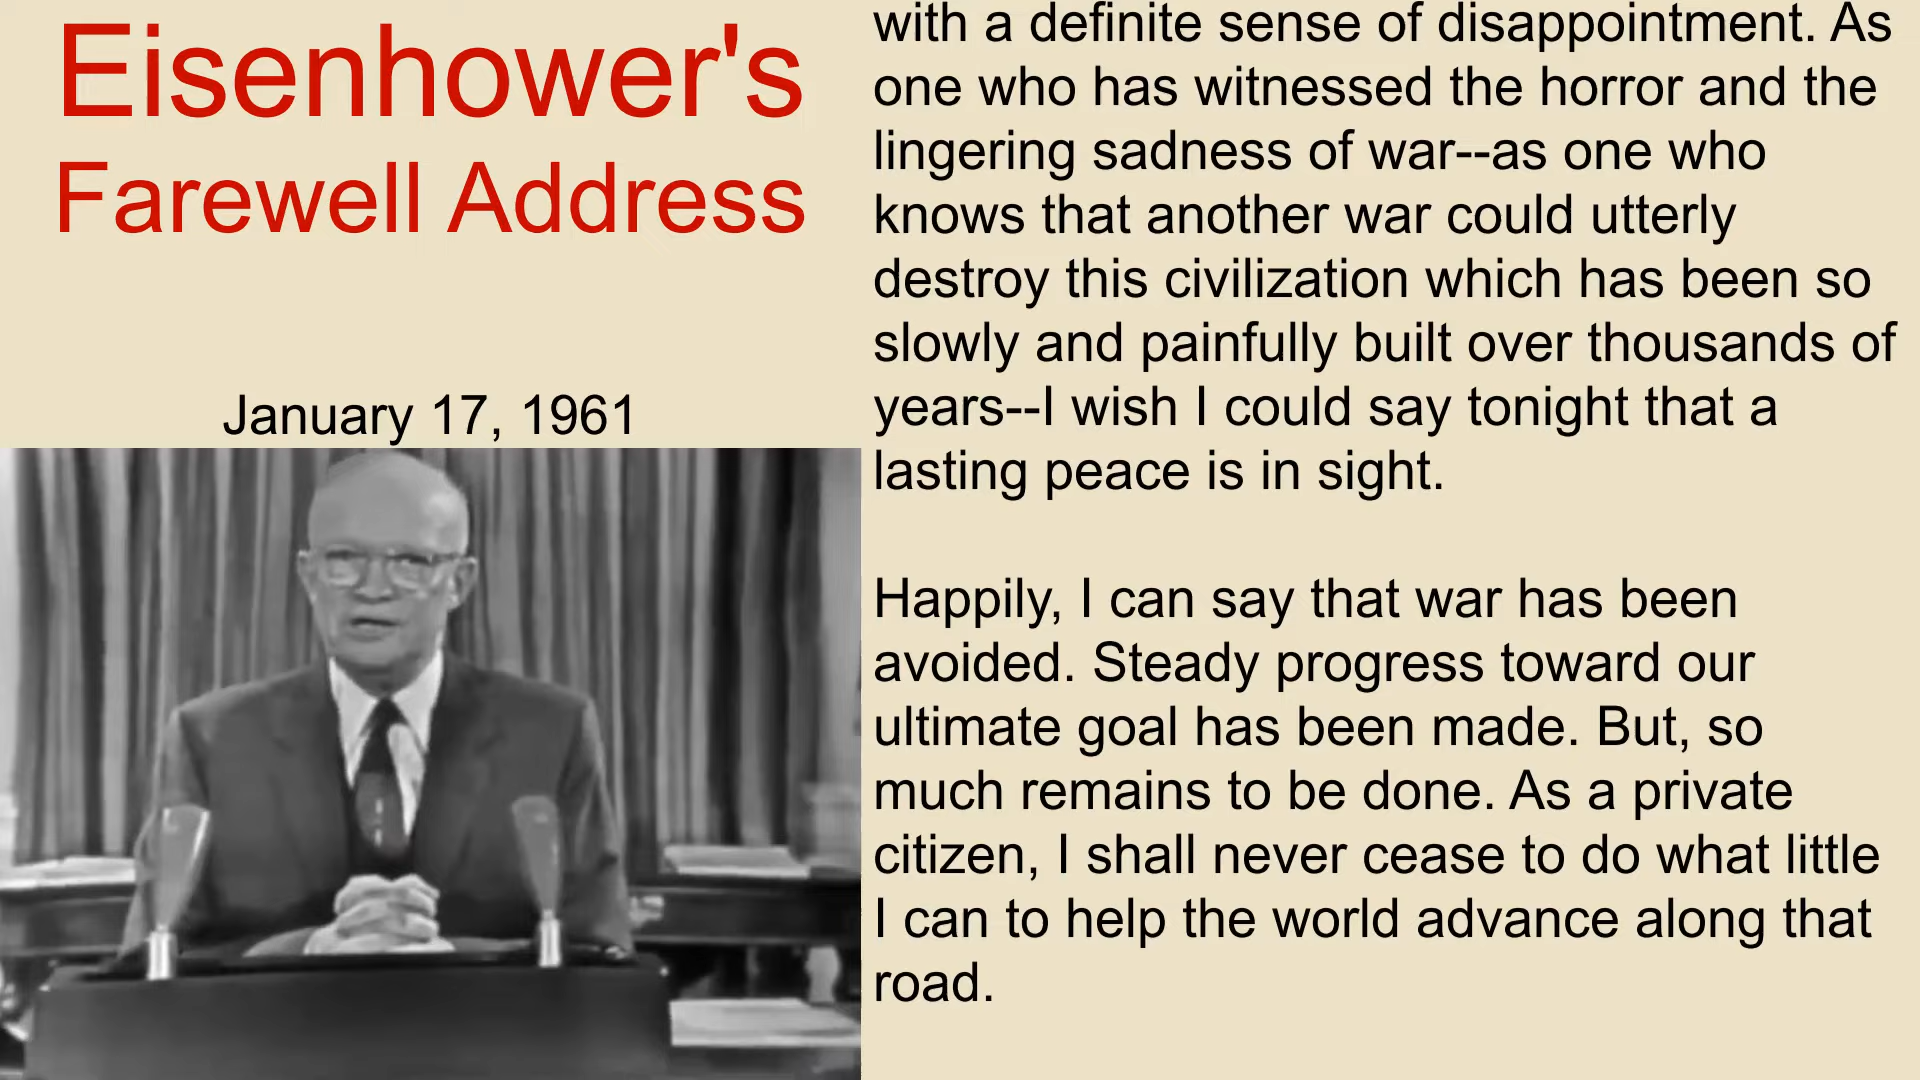 Eisenhower's
Farewell Address
January 17, 1961
with a definite sense of disappointment. As
one who has witnessed the horror and the
lingering sadness of war--as one who
knows that another war could utterly
destroy this civilization which has been so
slowly and painfully built over thousands of
years--I wish I could say tonight that a
lasting peace is in sight.
Happily, I can say that war has been
avoided. Steady progress toward our
ultimate goal has been made. But, so
much remains to be done. As a private
citizen, I shall never cease to do what little
I can to help the world advance along that
road.